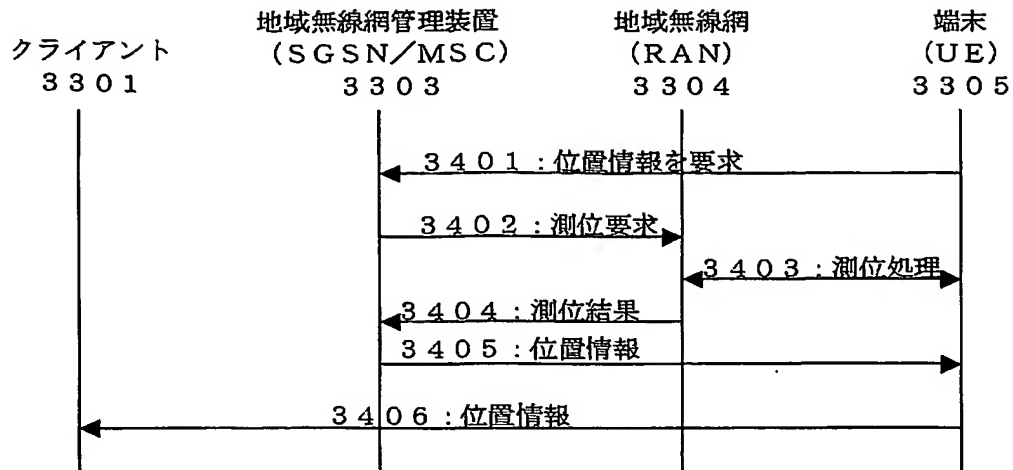 クライアント
３３０１
地域無線網管理装置
(ＳＧＳＮ／ＭＳＣ)
３３０３
地域無線網
(ＲＡＮ)
３３０４
端末
(ＵＥ)
３３０５
３４０１：位置情報を要求
３４０２：測位要求
３４０３：測位処理
３４０４：測位結果
３４０５：位置情報
３４０６：位置情報